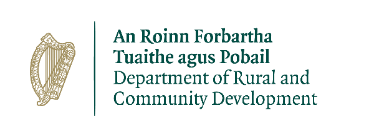 An Roinn Forbartha
Tuaithe agus Pobail
Department of Rural and
Community Development